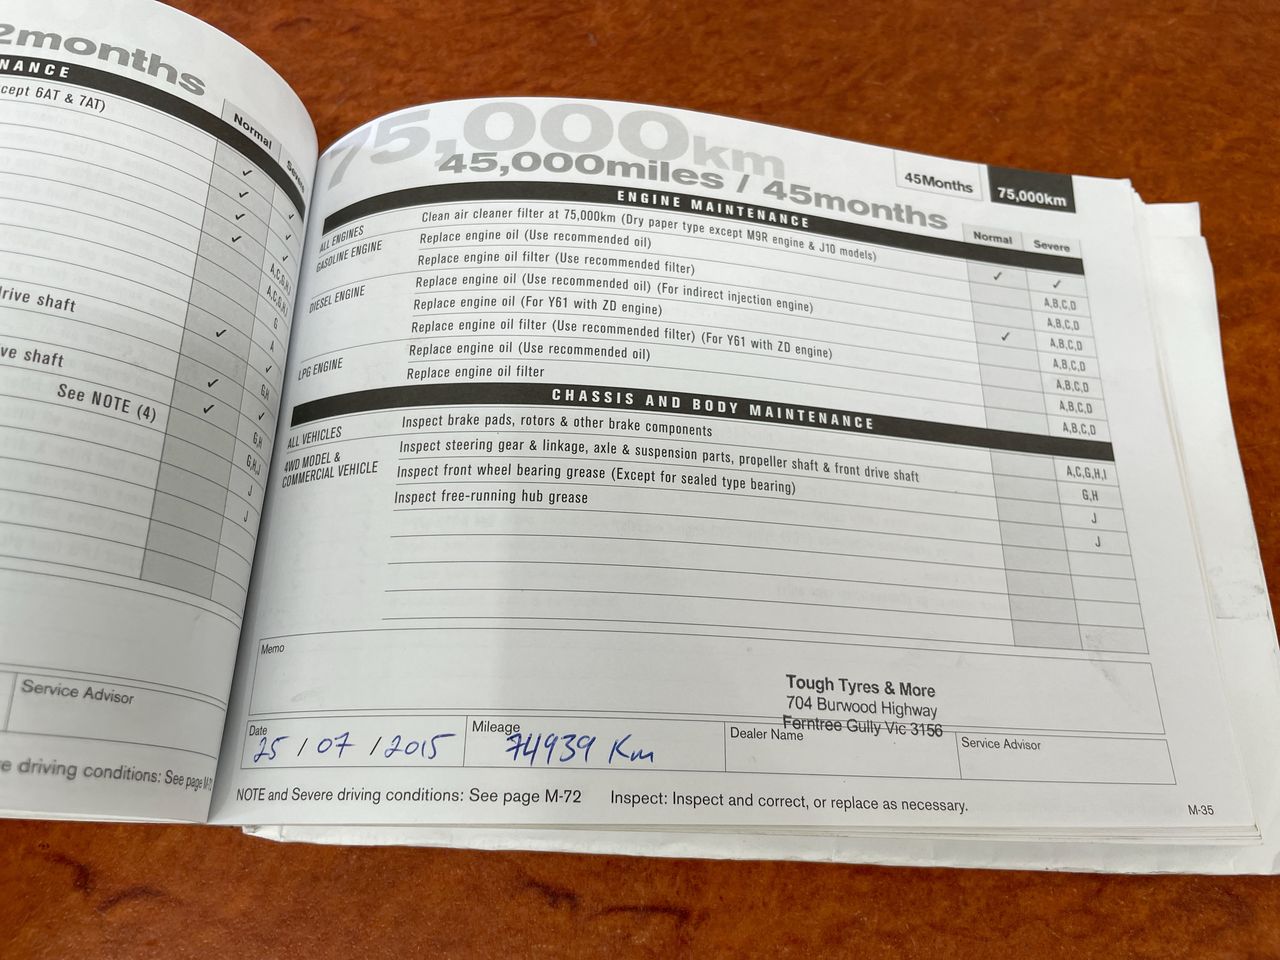 2months
NANCE
cept 6AT & 7AT)
Normal
Severe
✓
✓ ✓
✓ ✓
✓ ✓
A,C,G,H,I
A,C,G,H,I
G
rive shaft
✓ A
✓
ve shaft
✓ G,H
See NOTE (4) ✓ ✓
G,H
G,H,J
J
J
Service Advisor
e driving conditions: See page M-72
75,000km
45,000miles / 45months
45Months 75,000km
ENGINE MAINTENANCE
Normal Severe
ALL ENGINES Clean air cleaner filter at 75,000km (Dry paper type except M9R engine & J10 models) ✓ ✓
GASOLINE ENGINE Replace engine oil (Use recommended oil) A,B,C,D
Replace engine oil filter (Use recommended filter) A,B,C,D
DIESEL ENGINE Replace engine oil (Use recommended oil) (For indirect injection engine) ✓ A,B,C,D
Replace engine oil (For Y61 with ZD engine) A,B,C,D
Replace engine oil filter (Use recommended filter) (For Y61 with ZD engine) A,B,C,D
LPG ENGINE Replace engine oil (Use recommended oil) A,B,C,D
Replace engine oil filter A,B,C,D
CHASSIS AND BODY MAINTENANCE
ALL VEHICLES Inspect brake pads, rotors & other brake components A,C,G,H,I
4WD MODEL & COMMERCIAL VEHICLE Inspect steering gear & linkage, axle & suspension parts, propeller shaft & front drive shaft G,H
Inspect front wheel bearing grease (Except for sealed type bearing) J
Inspect free-running hub grease J
Memo
Tough Tyres & More
704 Burwood Highway
Ferntree Gully Vic 3156
Date
25 / 07 / 2015
Mileage
74939 Km
Dealer Name
Service Advisor
NOTE and Severe driving conditions: See page M-72 Inspect: Inspect and correct, or replace as necessary.
M-35